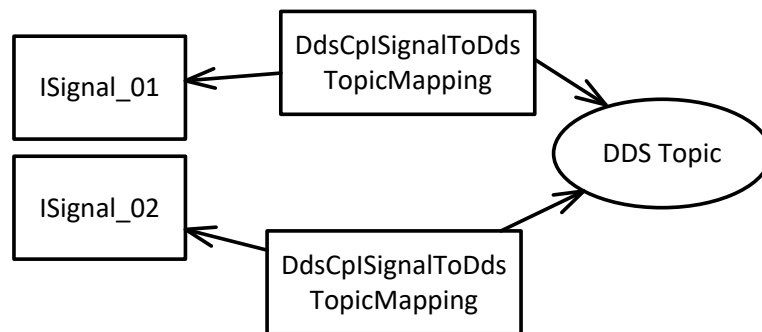 ISignal_01
DdsCpISignalToDds
TopicMapping
DDS Topic
ISignal_02
DdsCpISignalToDds
TopicMapping